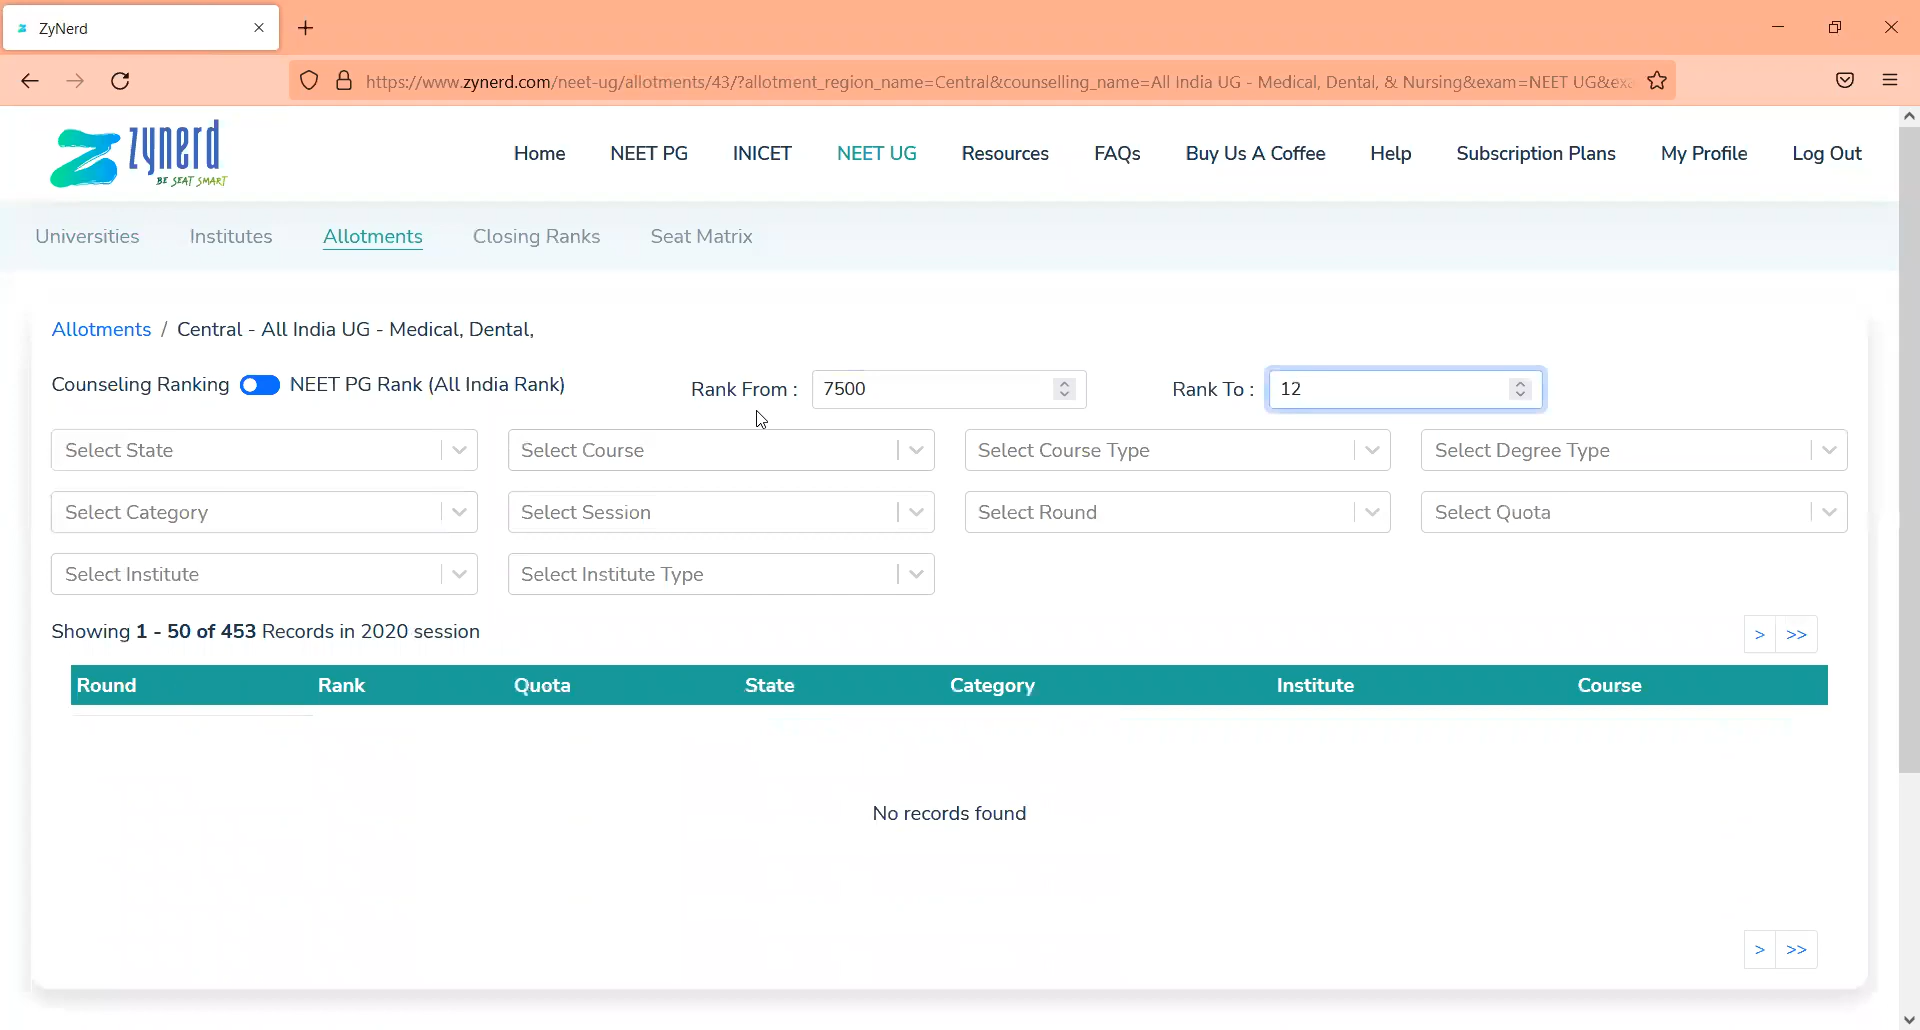 ZyNerd
https://www.zynerd.com/neet-ug/allotments/43/?allotment_region_name=Central&counselling_name=All India UG - Medical, Dental, & Nursing&exam=NEET UG&ex
zynerd
BE SEAT SMART
Home NEET PG INICET NEET UG Resources FAQs Buy Us A Coffee Help Subscription Plans My Profile Log Out
Universities Institutes Allotments Closing Ranks Seat Matrix
Allotments / Central - All India UG - Medical, Dental,
Counseling Ranking NEET PG Rank (All India Rank) Rank From : 7500 Rank To : 12
Select State Select Course Select Course Type Select Degree Type
Select Category Select Session Select Round Select Quota
Select Institute Select Institute Type
Showing 1 - 50 of 453 Records in 2020 session > >>
Round Rank Quota State Category Institute Course
No records found
> >>